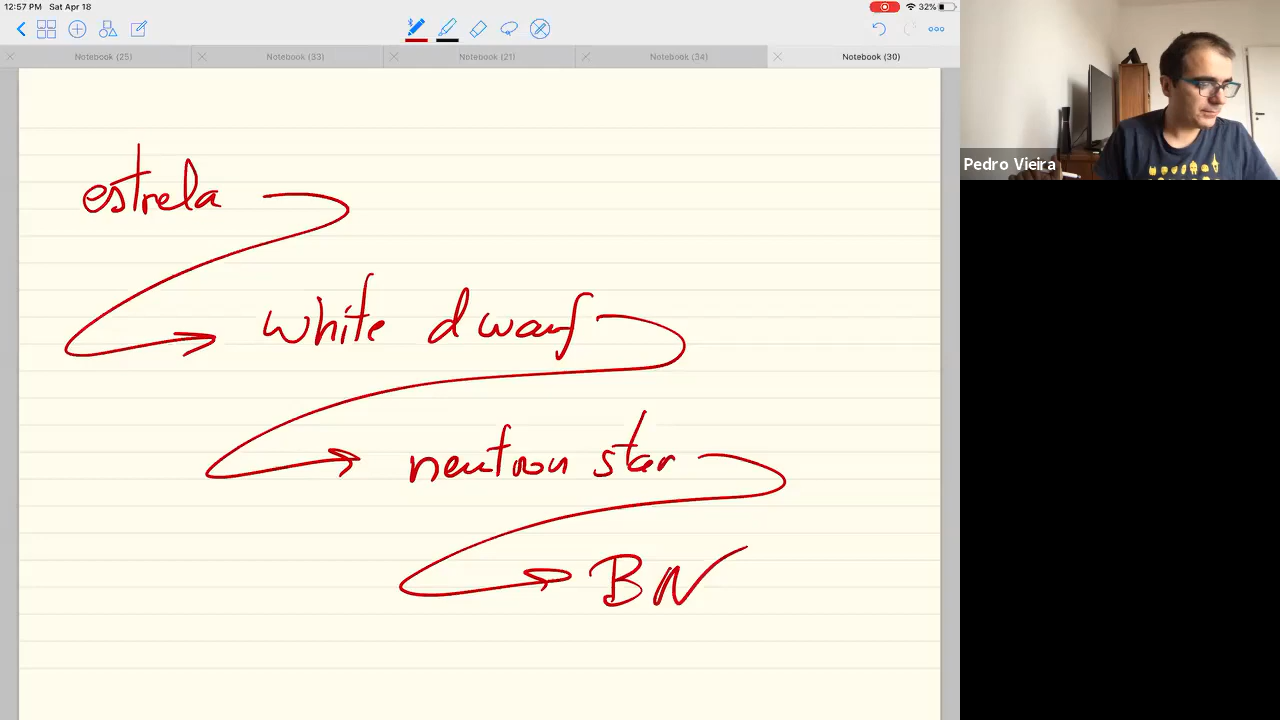 12:57 PM Sat Apr 18 32%
Notebook (25) Notebook (33) Notebook (21) Notebook (34) Notebook (30)
Pedro Vieira
estrela
white dwarf
neutron star
BN